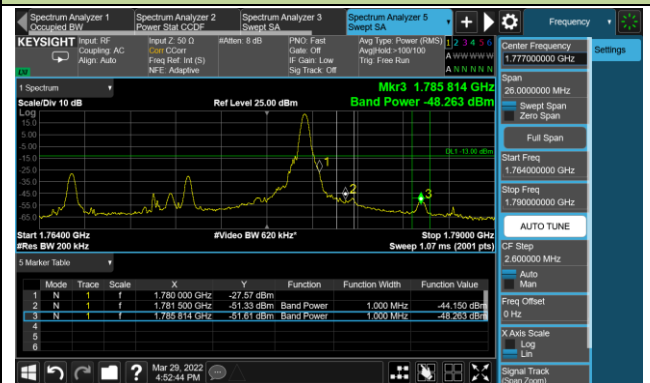 Spectrum Analyzer 1
Occupied BW
Spectrum Analyzer 2
Power Stat CCDF
Spectrum Analyzer 3
Swept SA
Spectrum Analyzer 5
Swept SA
Frequency
KEYSIGHT
Input: RF
Coupling: AC
Align: Auto
Input Z: 50 Ω
Corr CCorr
Freq Ref: Int (S)
NFE: Adaptive
#Atten: 8 dB
PNO: Fast
Gate: Off
IF Gain: Low
Sig Track: Off
Avg Type: Power (RMS)
Avg|Hold:>100/100
Trig: Free Run
1 2 3 4 5 6
A W W W W W
A N N N N N
1 Spectrum
Scale/Div 10 dB
Log
Ref Level 25.00 dBm
Mkr3 1.785 814 GHz
Band Power -48.263 dBm
15.0
5.00
-5.00
-15.0
-25.0
-35.0
-45.0
-55.0
-65.0
DL1 -13.00 dBm
1
2
3
Start 1.76400 GHz
#Res BW 200 kHz
#Video BW 620 kHz*
Stop 1.79000 GHz
Sweep 1.07 ms (2001 pts)
5 Marker Table
Mode Trace Scale X Y Function Function Width Function Value
1 N 1 f 1.780 000 GHz -27.57 dBm
2 N 1 f 1.781 500 GHz -51.33 dBm Band Power 1.000 MHz -44.150 dBm
3 N 1 f 1.785 814 GHz -51.61 dBm Band Power 1.000 MHz -48.263 dBm
4
5
6
Mar 29, 2022
4:52:44 PM
Settings
Center Frequency
1.777000000 GHz
Span
26.0000000 MHz
Swept Span
Zero Span
Full Span
Start Freq
1.764000000 GHz
Stop Freq
1.790000000 GHz
AUTO TUNE
CF Step
2.600000 MHz
Auto
Man
Freq Offset
0 Hz
X Axis Scale
Log
Lin
Signal Track
(Span Zoom)